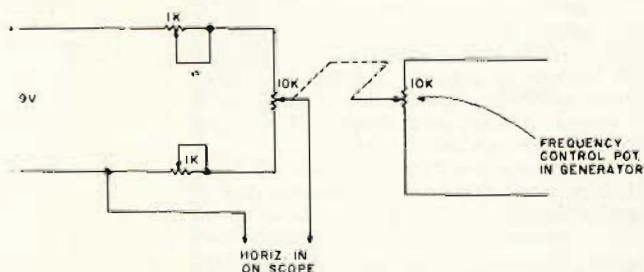 1K
10K
10K
9V
1K
FREQUENCY
CONTROL POT.
IN GENERATOR
HORIZ. IN
ON SCOPE